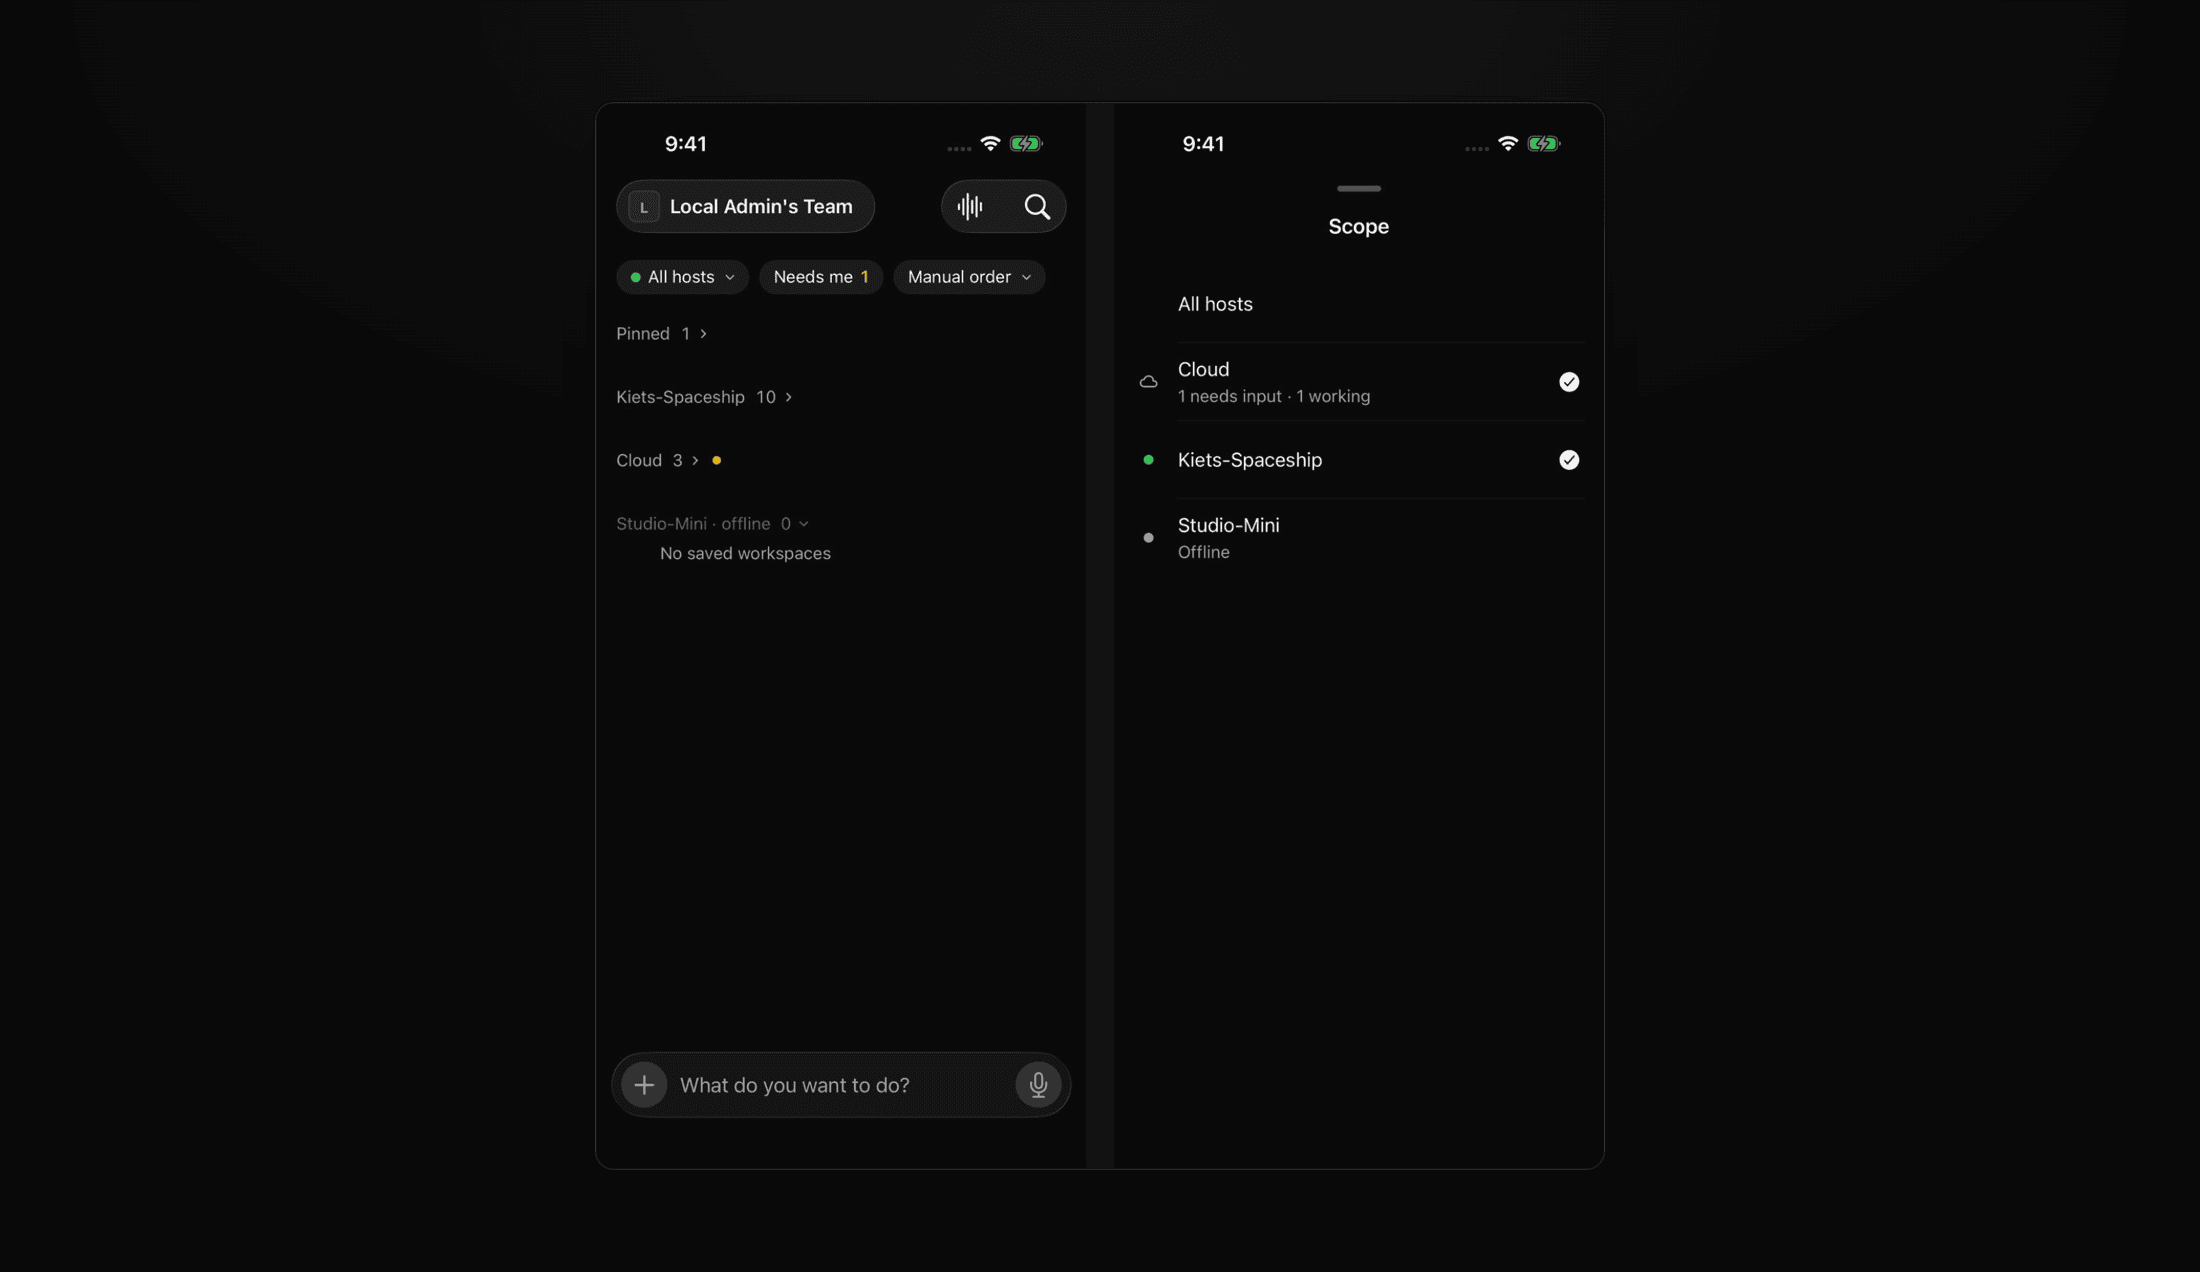 9:41
L Local Admin's Team
All hosts Needs me 1 Manual order
Pinned 1
Kiets-Spaceship 10
Cloud 3
Studio-Mini · offline 0
No saved workspaces
What do you want to do?
9:41
Scope
All hosts
Cloud
1 needs input · 1 working
Kiets-Spaceship
Studio-Mini
Offline